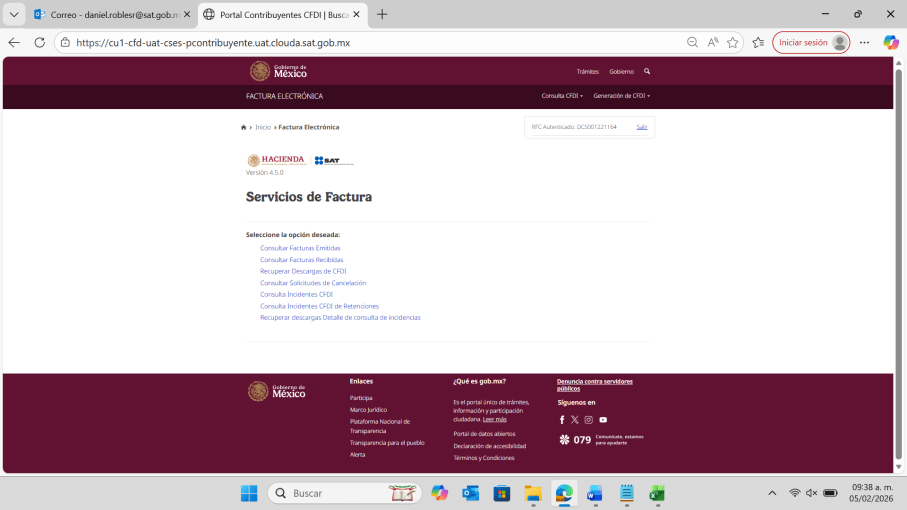 Correo - daniel.roblesr@sat.gob.m
Portal Contribuyentes CFDI | Busca
https://cu1-cfd-uat-cses-pcontribuyente.uat.clouda.sat.gob.mx
Iniciar sesión
Gobierno de
México
Trámites Gobierno
FACTURA ELECTRÓNICA
Consulta CFDI Generación de CFDI
Inicio Factura Electrónica
RFC Autenticado: DCS001221164 Salir
HACIENDA
SAT
Versión 4.5.0
Servicios de Factura
Seleccione la opción deseada:
Consultar Facturas Emitidas
Consultar Facturas Recibidas
Recuperar Descargas de CFDI
Consultar Solicitudes de Cancelación
Consulta Incidentes CFDI
Consulta Incidentes CFDI de Retenciones
Recuperar descargas Detalle de consulta de incidencias
Gobierno de
México
Enlaces
Participa
Marco Jurídico
Plataforma Nacional de
Transparencia
Transparencia para el pueblo
Alerta
¿Qué es gob.mx?
Es el portal único de trámites,
información y participación
ciudadana. Leer más
Portal de datos abiertos
Declaración de accesibilidad
Términos y Condiciones
Denuncia contra servidores
públicos
Síguenos en
079
Comunícate, estamos
para ayudarte
Buscar
09:38 a. m.
05/02/2026